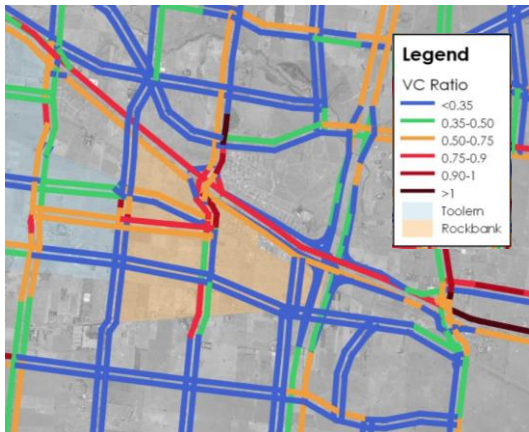 Legend
VC Ratio
<0.35
0.35-0.50
0.50-0.75
0.75-0.9
0.90-1
>1
Toolern
Rockbank